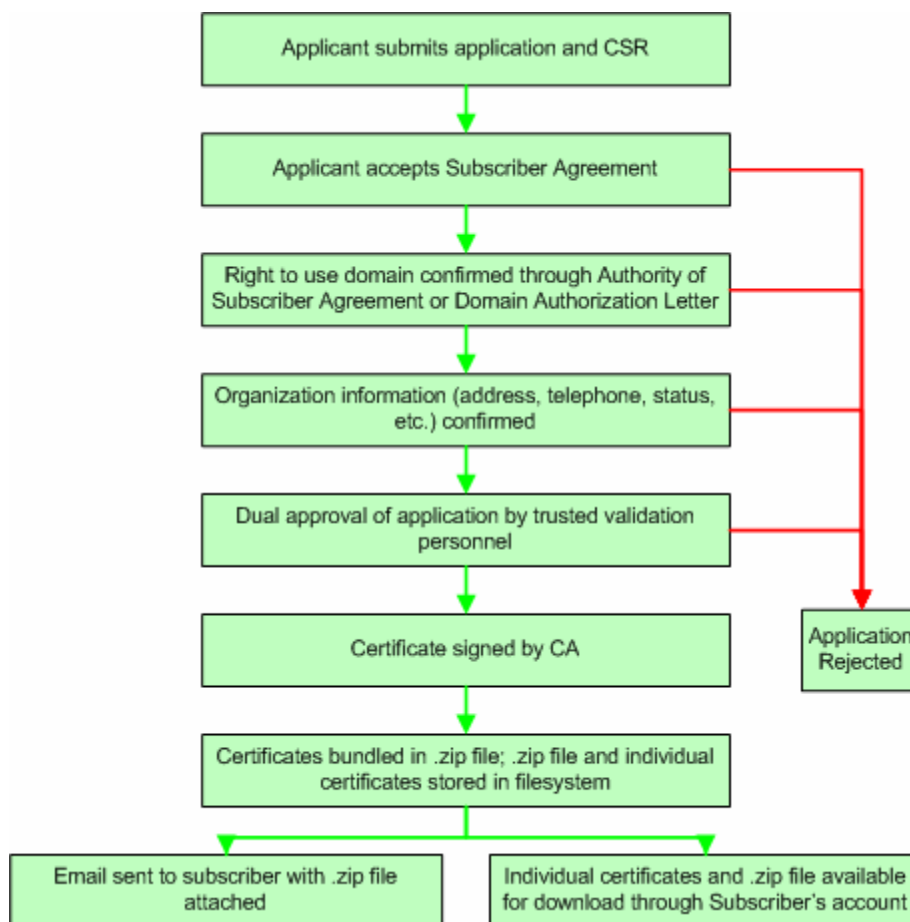 Applicant submits application and CSR
Applicant accepts Subscriber Agreement
Right to use domain confirmed through Authority of
Subscriber Agreement or Domain Authorization Letter
Organization information (address, telephone, status,
etc.) confirmed
Dual approval of application by trusted validation
personnel
Application
Rejected
Certificate signed by CA
Certificates bundled in .zip file; .zip file and individual
certificates stored in filesystem
Email sent to subscriber with .zip file
attached
Individual certificates and .zip file available
for download through Subscriber's account